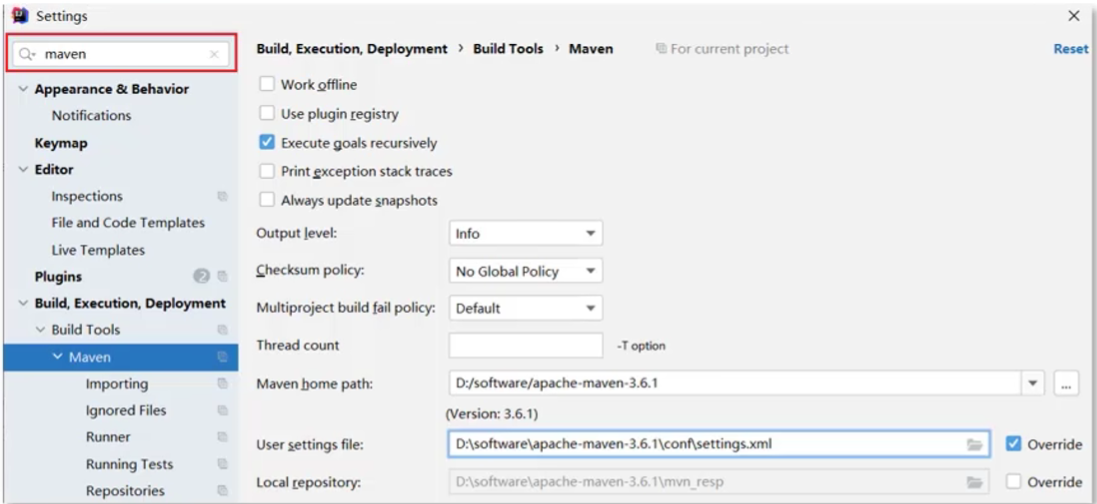 Settings
maven
Appearance & Behavior
Notifications
Keymap
Editor
Inspections
File and Code Templates
Live Templates
Plugins 2
Build, Execution, Deployment
Build Tools
Maven
Importing
Ignored Files
Runner
Running Tests
Repositories
Build, Execution, Deployment › Build Tools › Maven For current project Reset
Work offline
Use plugin registry
Execute goals recursively
Print exception stack traces
Always update snapshots
Output level: Info
Checksum policy: No Global Policy
Multiproject build fail policy: Default
Thread count -T option
Maven home path: D:/software/apache-maven-3.6.1 ...
(Version: 3.6.1)
User settings file: D:\software\apache-maven-3.6.1\conf\settings.xml Override
Local repository: D:\software\apache-maven-3.6.1\mvn_resp Override